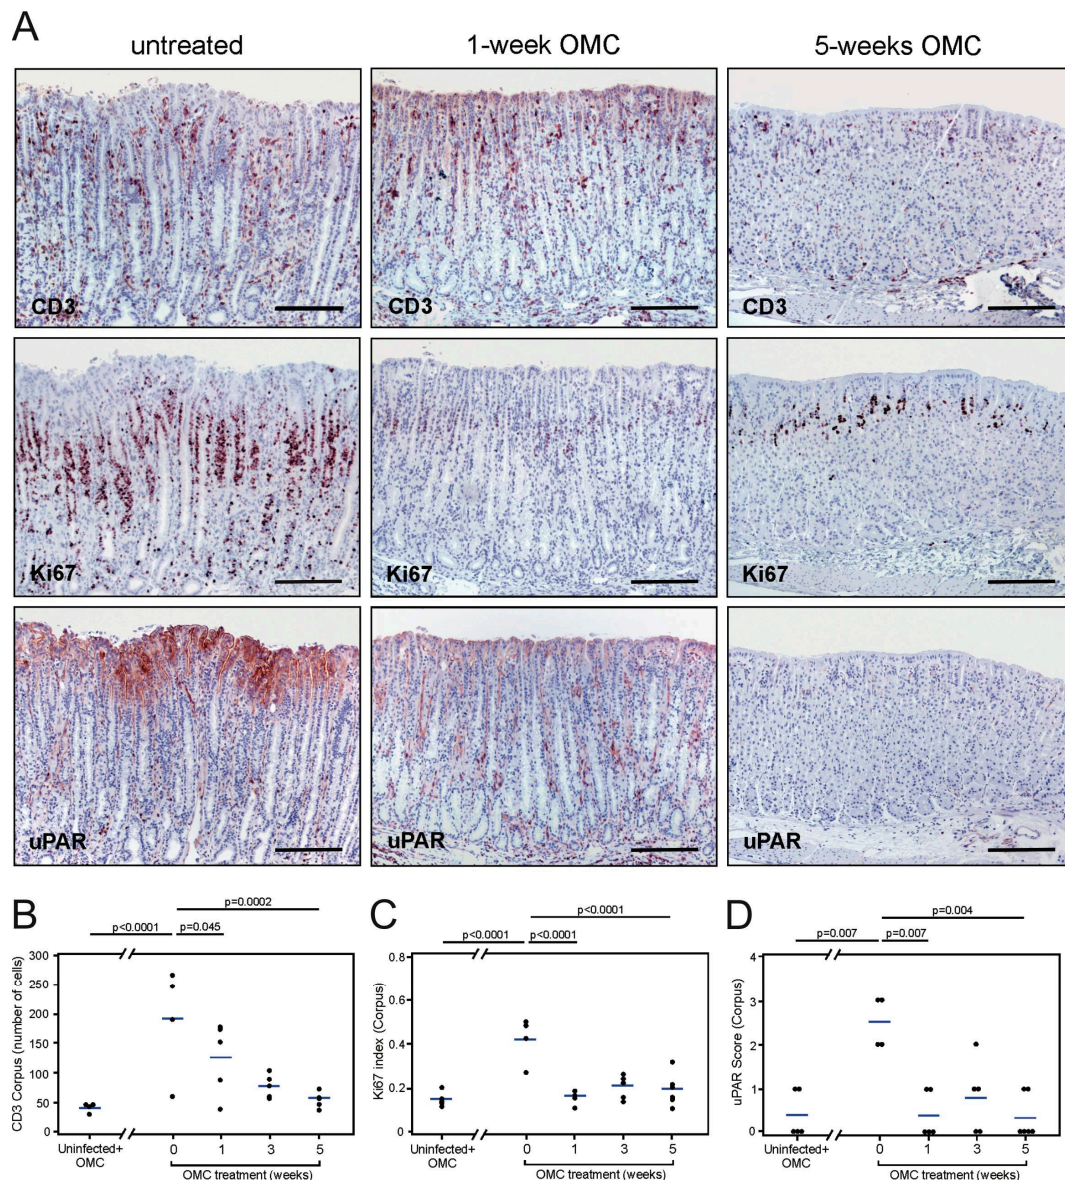 A
untreated
1-week OMC
5-weeks OMC
CD3
CD3
CD3
Ki67
Ki67
Ki67
uPAR
uPAR
uPAR
B
p=0.0002
p<0.0001
p=0.045
CD3 Corpus (number of cells)
300
250
200
150
100
50
0
Uninfected+
OMC
0
1
3
5
OMC treatment (weeks)
C
p<0.0001
p<0.0001
p<0.0001
Ki67 index (Corpus)
0.8
0.6
0.4
0.2
0
Uninfected+
OMC
0
1
3
5
OMC treatment (weeks)
D
p=0.004
p=0.007
p=0.007
uPAR Score (Corpus)
4
3
2
1
0
Uninfected+
OMC
0
1
3
5
OMC treatment (weeks)